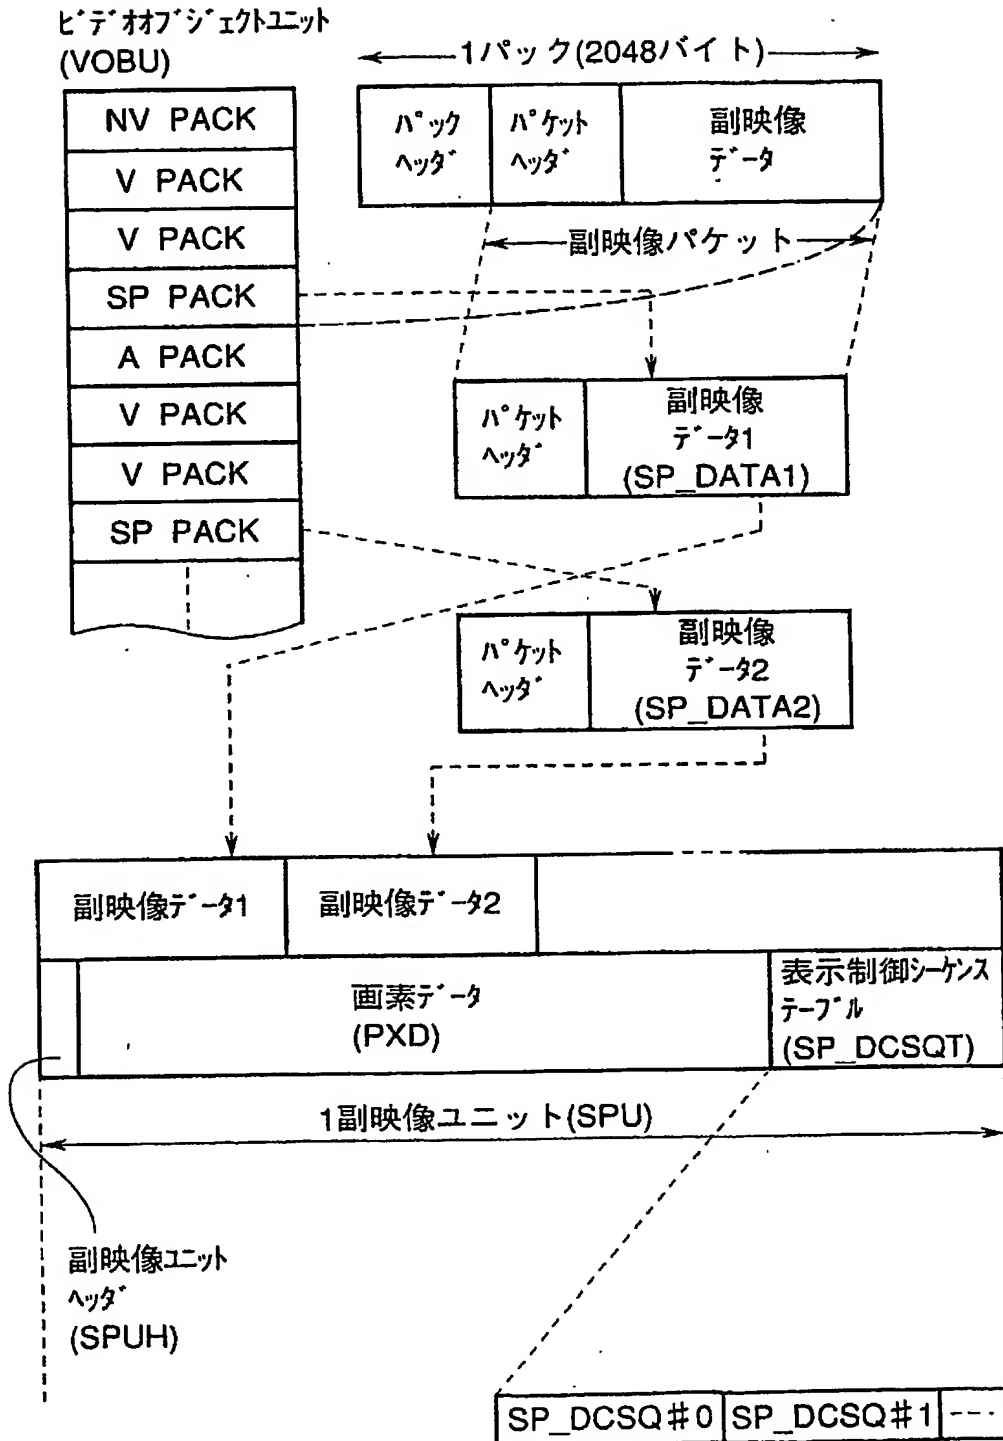 ビデオオブジェクトユニット
(VOBU)
1パック(2048バイト)
NV PACK
V PACK
V PACK
SP PACK
A PACK
V PACK
V PACK
SP PACK
パック
ヘッダ
パケット
ヘッダ
副映像
データ
副映像パケット
パケット
ヘッダ
副映像
データ1
(SP_DATA1)
パケット
ヘッダ
副映像
データ2
(SP_DATA2)
副映像データ1
副映像データ2
画素データ
(PXD)
表示制御シーケンス
テーブル
(SP_DCSQT)
1副映像ユニット(SPU)
副映像ユニット
ヘッダ
(SPUH)
SP_DCSQ#0
SP_DCSQ#1